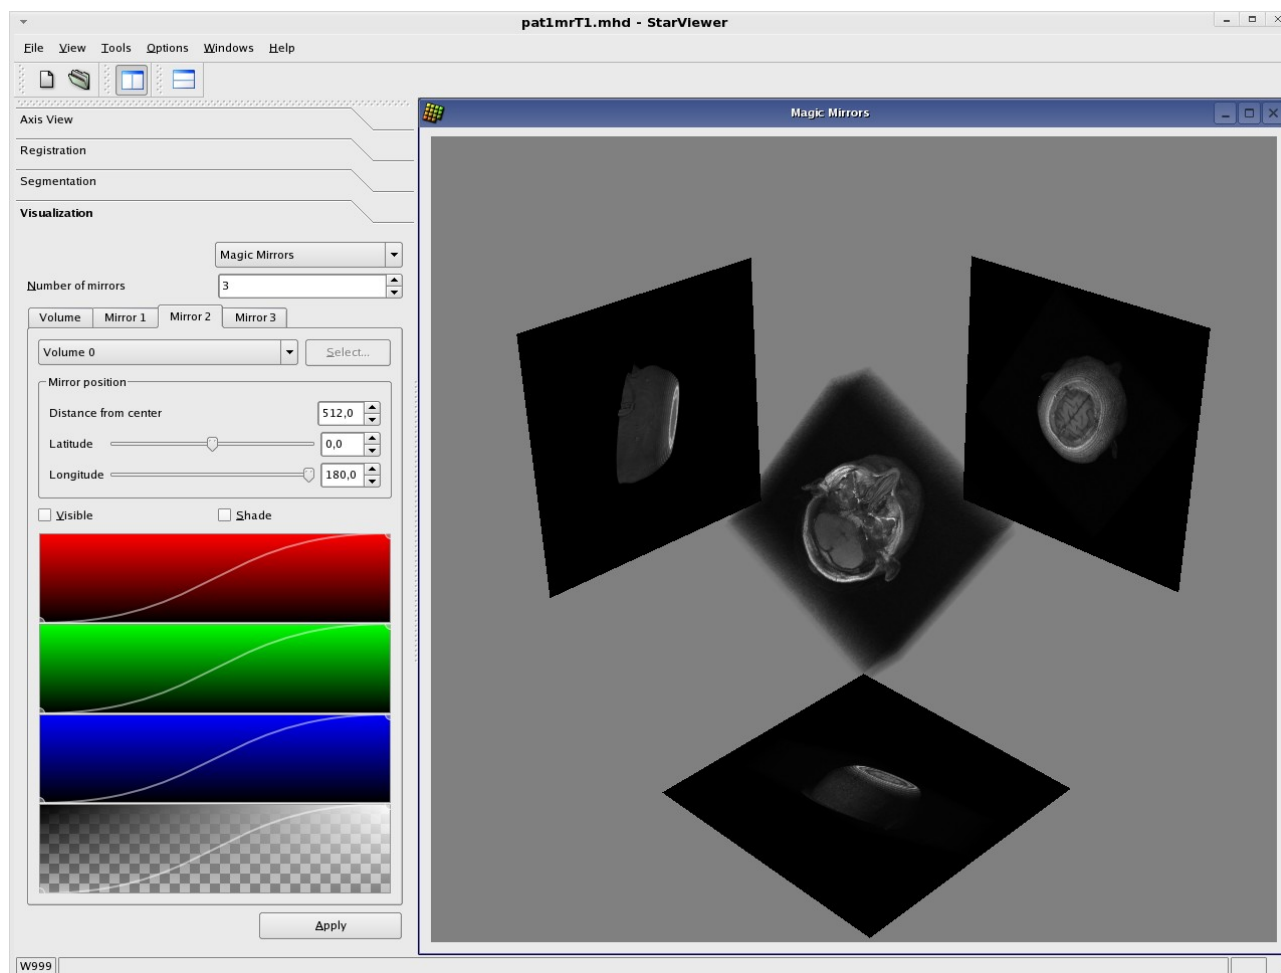 pat1mrT1.mhd - StarViewer
File View Tools Options Windows Help
Axis View
Registration
Segmentation
Visualization
Magic Mirrors
Number of mirrors 3
Volume Mirror 1 Mirror 2 Mirror 3
Volume 0 Select...
Mirror position
Distance from center 512,0
Latitude 0,0
Longitude 180,0
Visible Shade
Apply
W999
Magic Mirrors